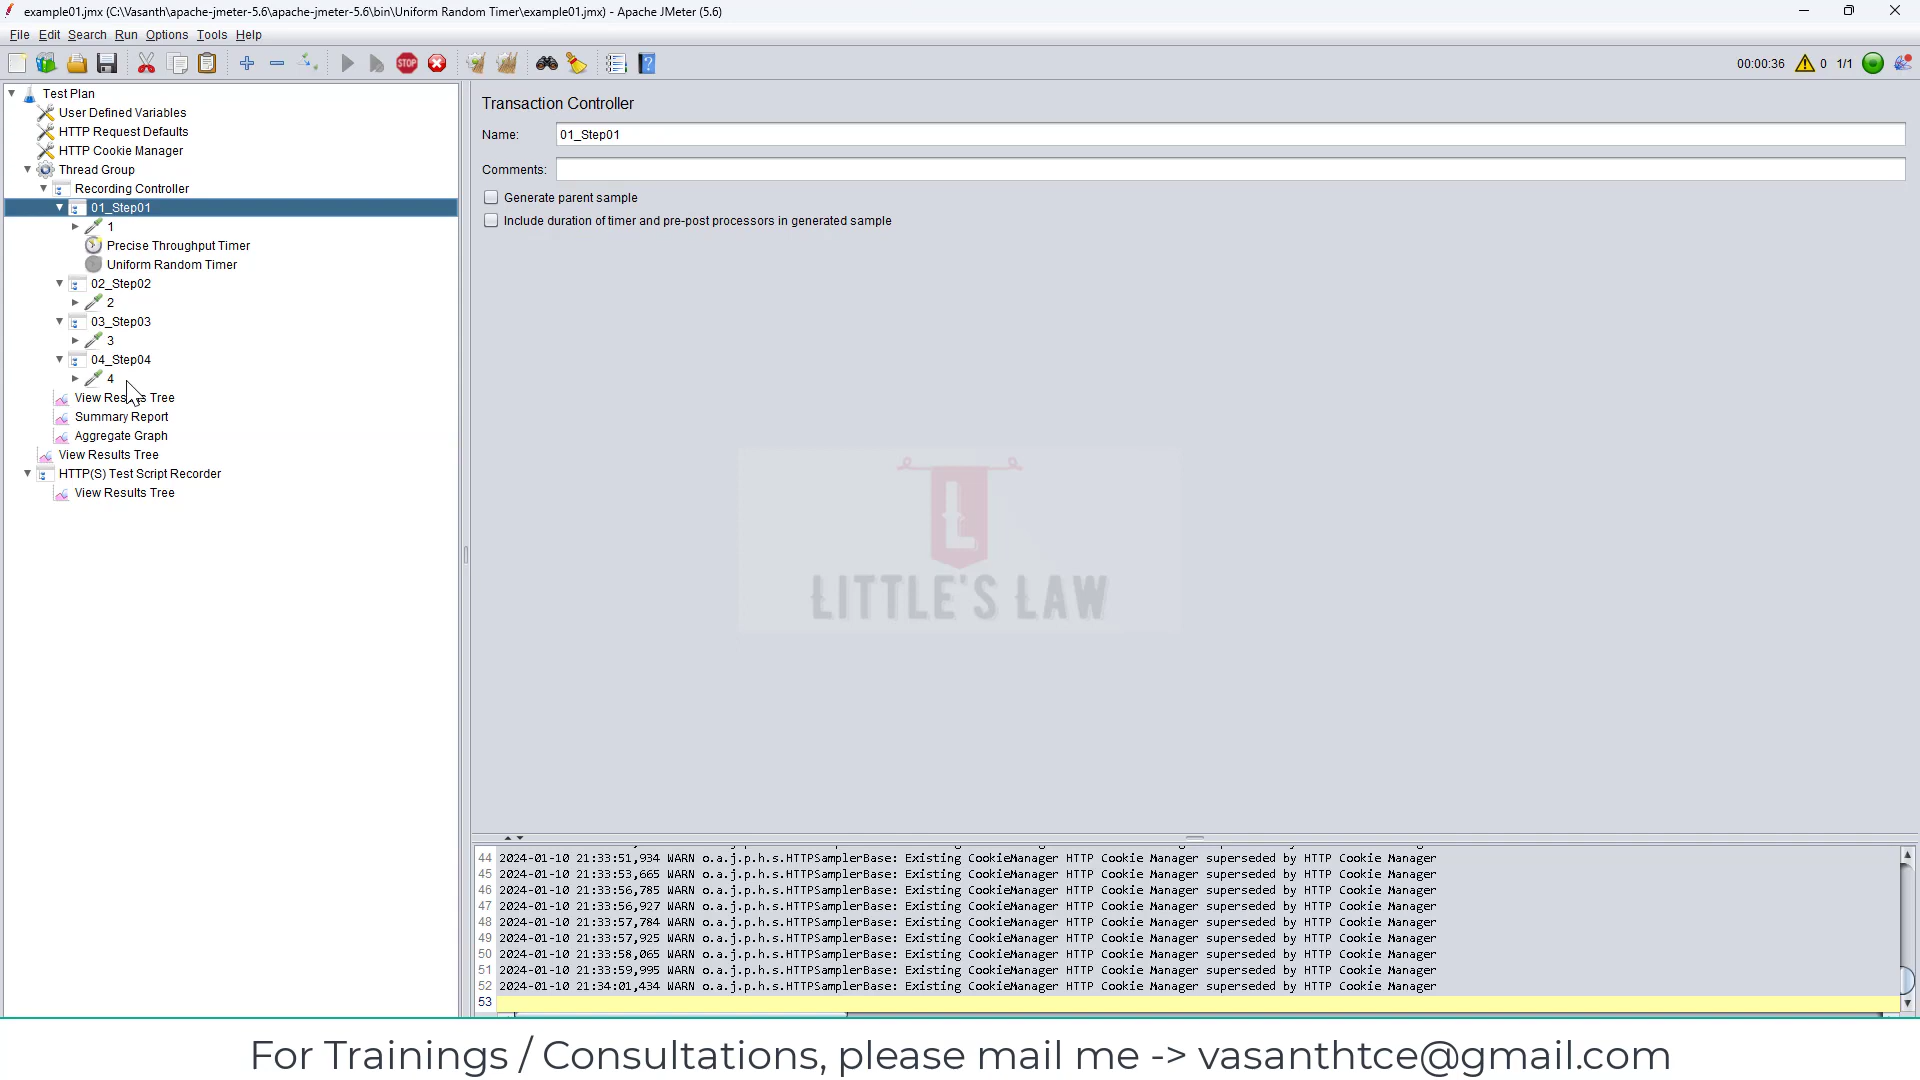 example01.jmx (C:\Vasanth\apache-jmeter-5.6\apache-jmeter-5.6\bin\Uniform Random Timer\example01.jmx) - Apache JMeter (5.6)
File Edit Search Run Options Tools Help
STOP
00:00:36 0 1/1
Test Plan
User Defined Variables
HTTP Request Defaults
HTTP Cookie Manager
Thread Group
Recording Controller
01_Step01
1
Precise Throughput Timer
Uniform Random Timer
02_Step02
2
03_Step03
3
04_Step04
4
View Results Tree
Summary Report
Aggregate Graph
View Results Tree
HTTP(S) Test Script Recorder
View Results Tree
Transaction Controller
Name: 01_Step01
Comments:
Generate parent sample
Include duration of timer and pre-post processors in generated sample
L
LITTLE'S LAW
44 2024-01-10 21:33:51,934 WARN o.a.j.p.h.s.HTTPSamplerBase: Existing CookieManager HTTP Cookie Manager superseded by HTTP Cookie Manager
45 2024-01-10 21:33:53,665 WARN o.a.j.p.h.s.HTTPSamplerBase: Existing CookieManager HTTP Cookie Manager superseded by HTTP Cookie Manager
46 2024-01-10 21:33:56,785 WARN o.a.j.p.h.s.HTTPSamplerBase: Existing CookieManager HTTP Cookie Manager superseded by HTTP Cookie Manager
47 2024-01-10 21:33:56,927 WARN o.a.j.p.h.s.HTTPSamplerBase: Existing CookieManager HTTP Cookie Manager superseded by HTTP Cookie Manager
48 2024-01-10 21:33:57,784 WARN o.a.j.p.h.s.HTTPSamplerBase: Existing CookieManager HTTP Cookie Manager superseded by HTTP Cookie Manager
49 2024-01-10 21:33:57,925 WARN o.a.j.p.h.s.HTTPSamplerBase: Existing CookieManager HTTP Cookie Manager superseded by HTTP Cookie Manager
50 2024-01-10 21:33:58,065 WARN o.a.j.p.h.s.HTTPSamplerBase: Existing CookieManager HTTP Cookie Manager superseded by HTTP Cookie Manager
51 2024-01-10 21:33:59,995 WARN o.a.j.p.h.s.HTTPSamplerBase: Existing CookieManager HTTP Cookie Manager superseded by HTTP Cookie Manager
52 2024-01-10 21:34:01,434 WARN o.a.j.p.h.s.HTTPSamplerBase: Existing CookieManager HTTP Cookie Manager superseded by HTTP Cookie Manager
53
For Trainings / Consultations, please mail me -> vasanthtce@gmail.com